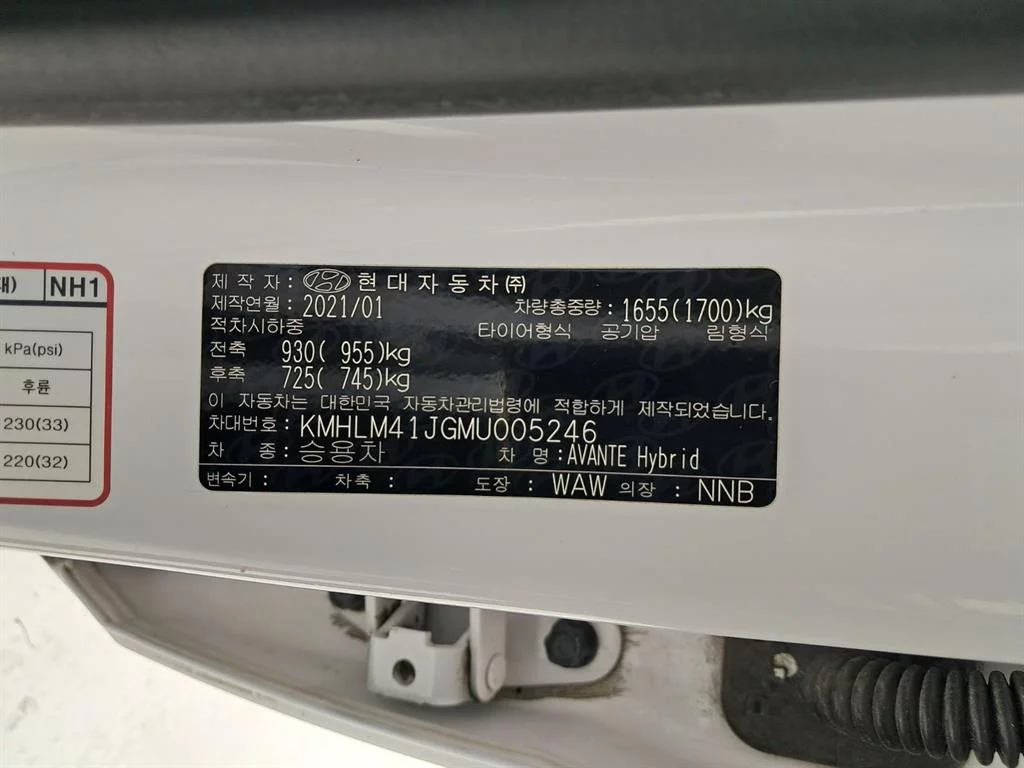 대)
NH1
kPa(psi)
후륜
230(33)
220(32)
제 작 자 : 현대자동차㈜
제작연월 : 2021/01 차량총중량 : 1655(1700)kg
적차시하중 타이어형식 공기압 림형식
전축 930( 955)kg
후축 725( 745)kg
이 자동차는 대한민국 자동차관리법령에 적합하게 제작되었습니다
차대번호 : KMHLM41JGMU005246
차 종 : 승용차 차 명 : AVANTE Hybrid
변속기 : 차축 : 도장 : WAW 의장 : NNB